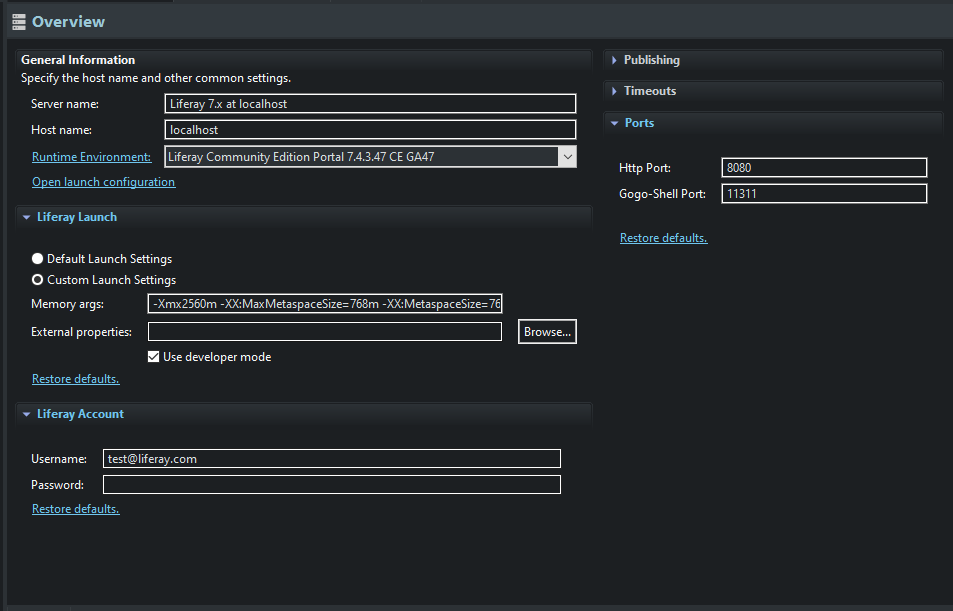 Overview
General Information
Specify the host name and other common settings.
Server name: Liferay 7.x at localhost
Host name: localhost
Runtime Environment: Liferay Community Edition Portal 7.4.3.47 CE GA47
Open launch configuration
Liferay Launch
Default Launch Settings
Custom Launch Settings
Memory args: -Xmx2560m -XX:MaxMetaspaceSize=768m -XX:MetaspaceSize=76
External properties: Browse...
Use developer mode
Restore defaults.
Liferay Account
Username: test@liferay.com
Password:
Restore defaults.
Publishing
Timeouts
Ports
Http Port: 8080
Gogo-Shell Port: 11311
Restore defaults.